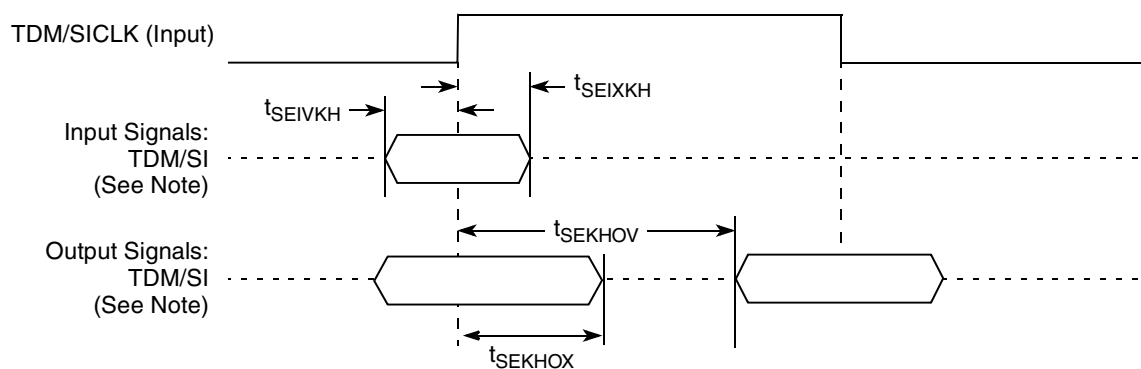 TDM/SICLK (Input)
tSEIXKH
tSEIVKH
Input Signals:
TDM/SI
(See Note)
tSEKHOV
Output Signals:
TDM/SI
(See Note)
tSEKHOX